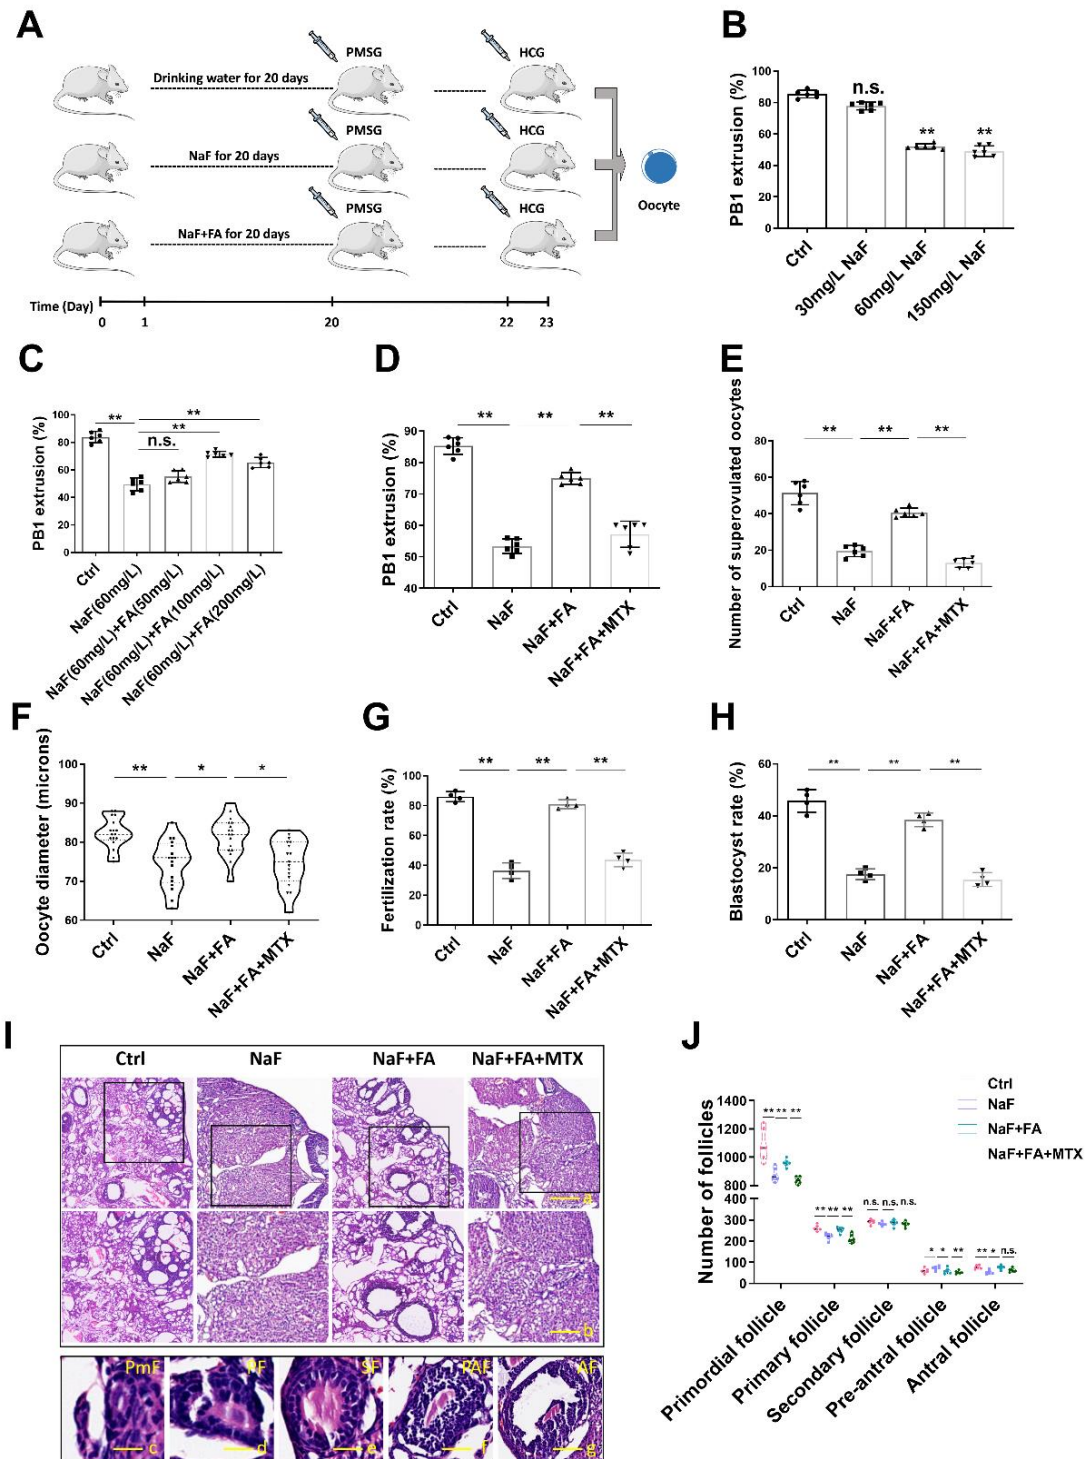 A
PMSG
HCG
Drinking water for 20 days
PMSG
HCG
NaF for 20 days
PMSG
HCG
NaF+FA for 20 days
Oocyte
Time (Day)
0 1 20 22 23
B
PB1 extrusion (%)
100
80
60
40
20
0
n.s.
** **
Ctrl
30mg/L NaF
60mg/L NaF
150mg/L NaF
C
PB1 extrusion (%)
100
80
60
40
20
0
**
**
** 
n.s.
Ctrl
NaF(60mg/L)
NaF(60mg/L)+FA(50mg/L)
NaF(60mg/L)+FA(100mg/L)
NaF(60mg/L)+FA(200mg/L)
D
PB1 extrusion (%)
90
80
70
60
50
40
** ** **
Ctrl
NaF
NaF+FA
NaF+FA+MTX
E
Number of superovulated oocytes
80
60
40
20
0
** ** **
Ctrl
NaF
NaF+FA
NaF+FA+MTX
F
Oocyte diameter (microns)
100
90
80
70
60
** * *
Ctrl
NaF
NaF+FA
NaF+FA+MTX
G
Fertilization rate (%)
100
80
60
40
20
0
** ** **
Ctrl
NaF
NaF+FA
NaF+FA+MTX
H
Blastocyst rate (%)
60
40
20
0
** ** **
Ctrl
NaF
NaF+FA
NaF+FA+MTX
I
Ctrl NaF NaF+FA NaF+FA+MTX
a
b
PmF PF SF PAF AF
c d e f g
J
Ctrl
NaF
NaF+FA
NaF+FA+MTX
Number of follicles
1400
1200
1000
800
400
300
200
100
0
** ** **
** ** **
n.s. n.s. n.s.
* * **
** * n.s.
Primordial follicle
Primary follicle
Secondary follicle
Pre-antral follicle
Antral follicle